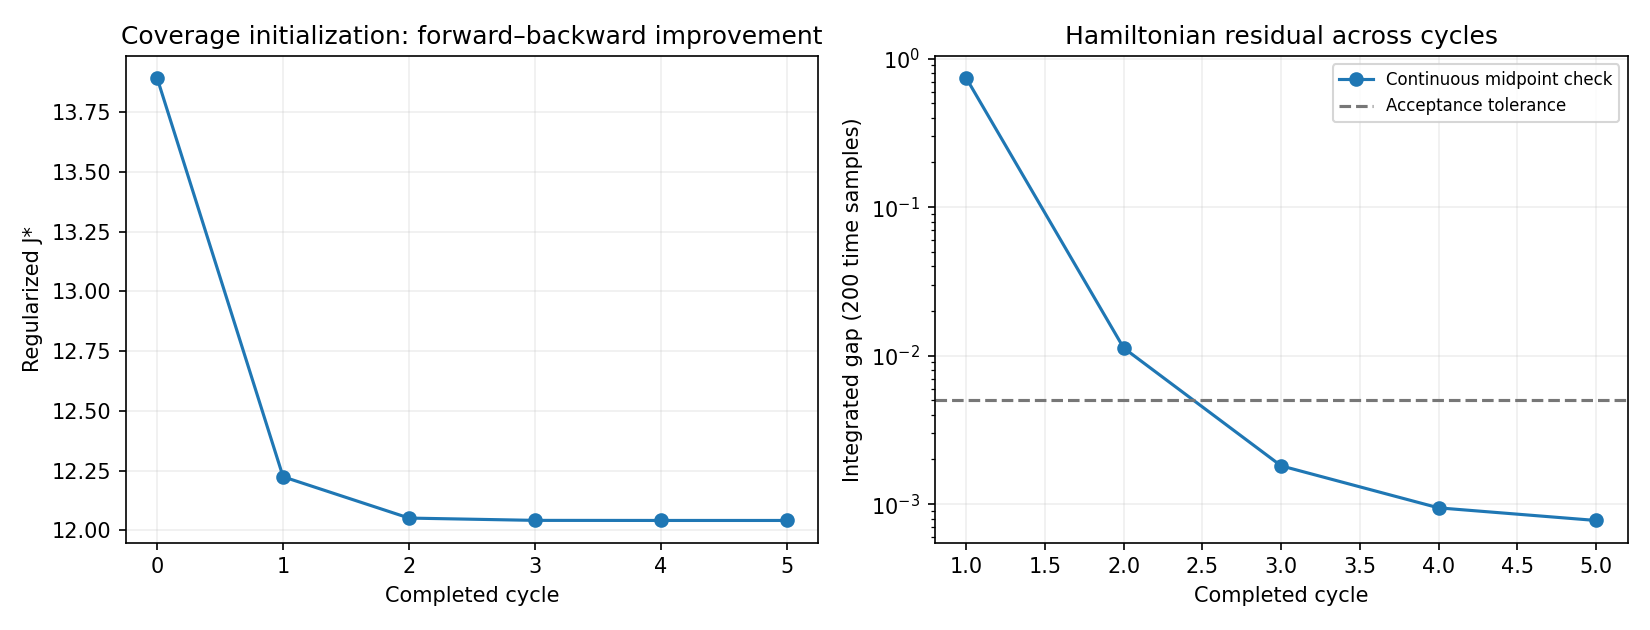 Coverage initialization: forward–backward improvement
Regularized J*
13.75
13.50
13.25
13.00
12.75
12.50
12.25
12.00
0 1 2 3 4 5
Completed cycle
Hamiltonian residual across cycles
Integrated gap (200 time samples)
10⁰
10⁻¹
10⁻²
10⁻³
Continuous midpoint check
Acceptance tolerance
1.0 1.5 2.0 2.5 3.0 3.5 4.0 4.5 5.0
Completed cycle